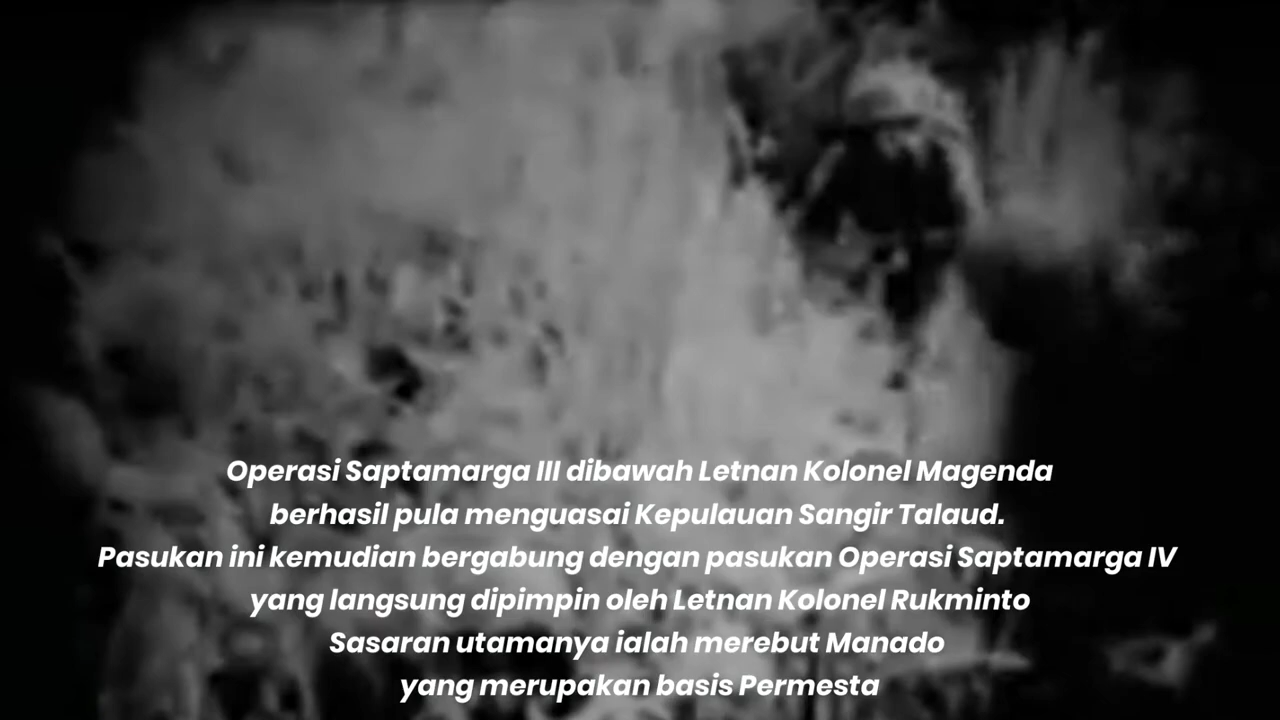 Operasi Saptamarga III dibawah Letnan Kolonel Magenda
berhasil pula menguasai Kepulauan Sangir Talaud.
Pasukan ini kemudian bergabung dengan pasukan Operasi Saptamarga IV
yang langsung dipimpin oleh Letnan Kolonel Rukminto
Sasaran utamanya ialah merebut Manado
yang merupakan basis Permesta